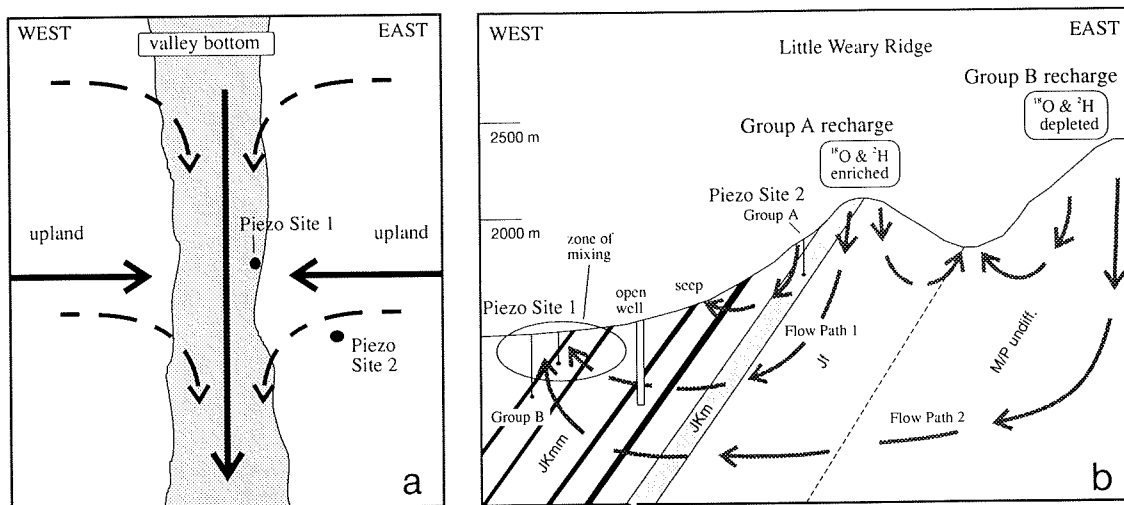 WEST
EAST
valley bottom
Piezo Site 1
upland
upland
Piezo
Site 2
a
WEST
EAST
Little Weary Ridge
Group B recharge
18O & 2H
depleted
2500 m
Group A recharge
18O & 2H
enriched
Piezo Site 2
Group A
2000 m
zone of
mixing
seep
Piezo Site 1
open
well
Flow Path 1
Jf
M/P undiff.
Group B
JKmm
JKm
Flow Path 2
b